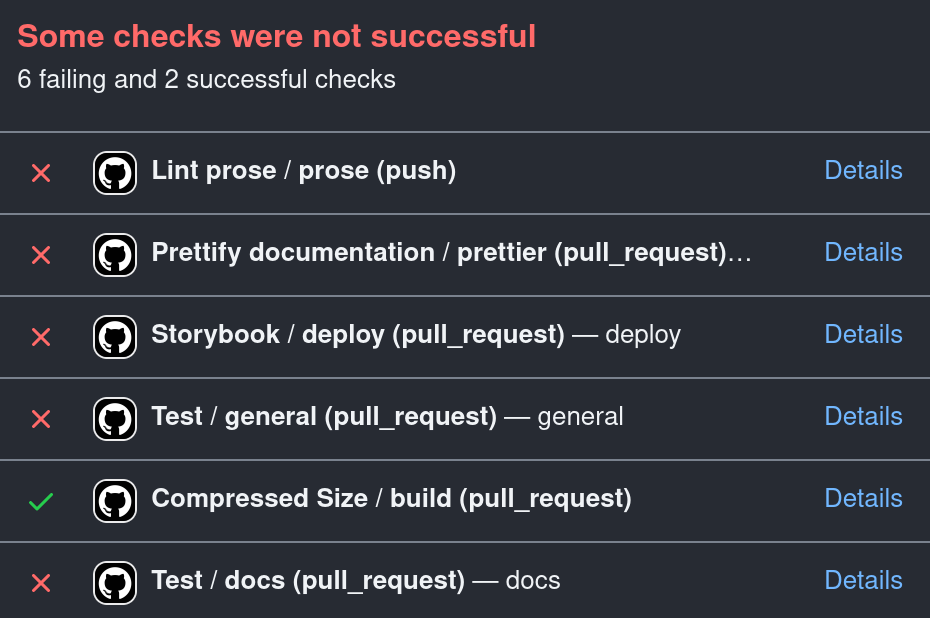 Some checks were not successful
6 failing and 2 successful checks
Lint prose / prose (push) Details
Prettify documentation / prettier (pull_request)… Details
Storybook / deploy (pull_request) — deploy Details
Test / general (pull_request) — general Details
Compressed Size / build (pull_request) Details
Test / docs (pull_request) — docs Details